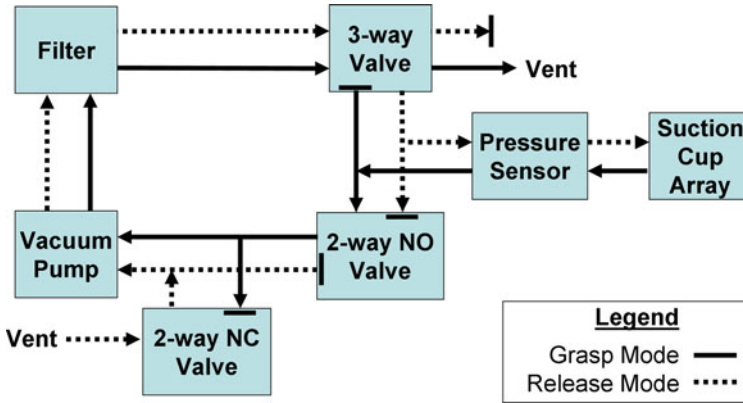 Filter
3-way
Valve
Vent
Pressure
Sensor
Suction
Cup
Array
Vacuum
Pump
2-way NO
Valve
Vent
2-way NC
Valve
Legend
Grasp Mode
Release Mode